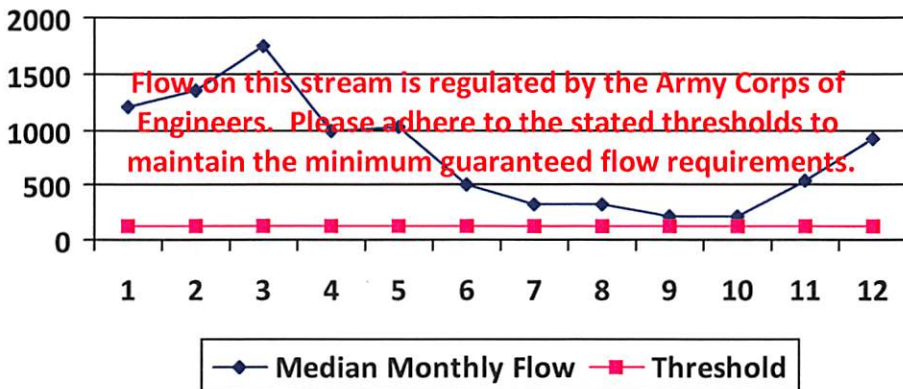 2000
1500
1000
500
0
Flow on this stream is regulated by the Army Corps of
Engineers. Please adhere to the stated thresholds to
maintain the minimum guaranteed flow requirements.
1 2 3 4 5 6 7 8 9 10 11 12
Median Monthly Flow Threshold